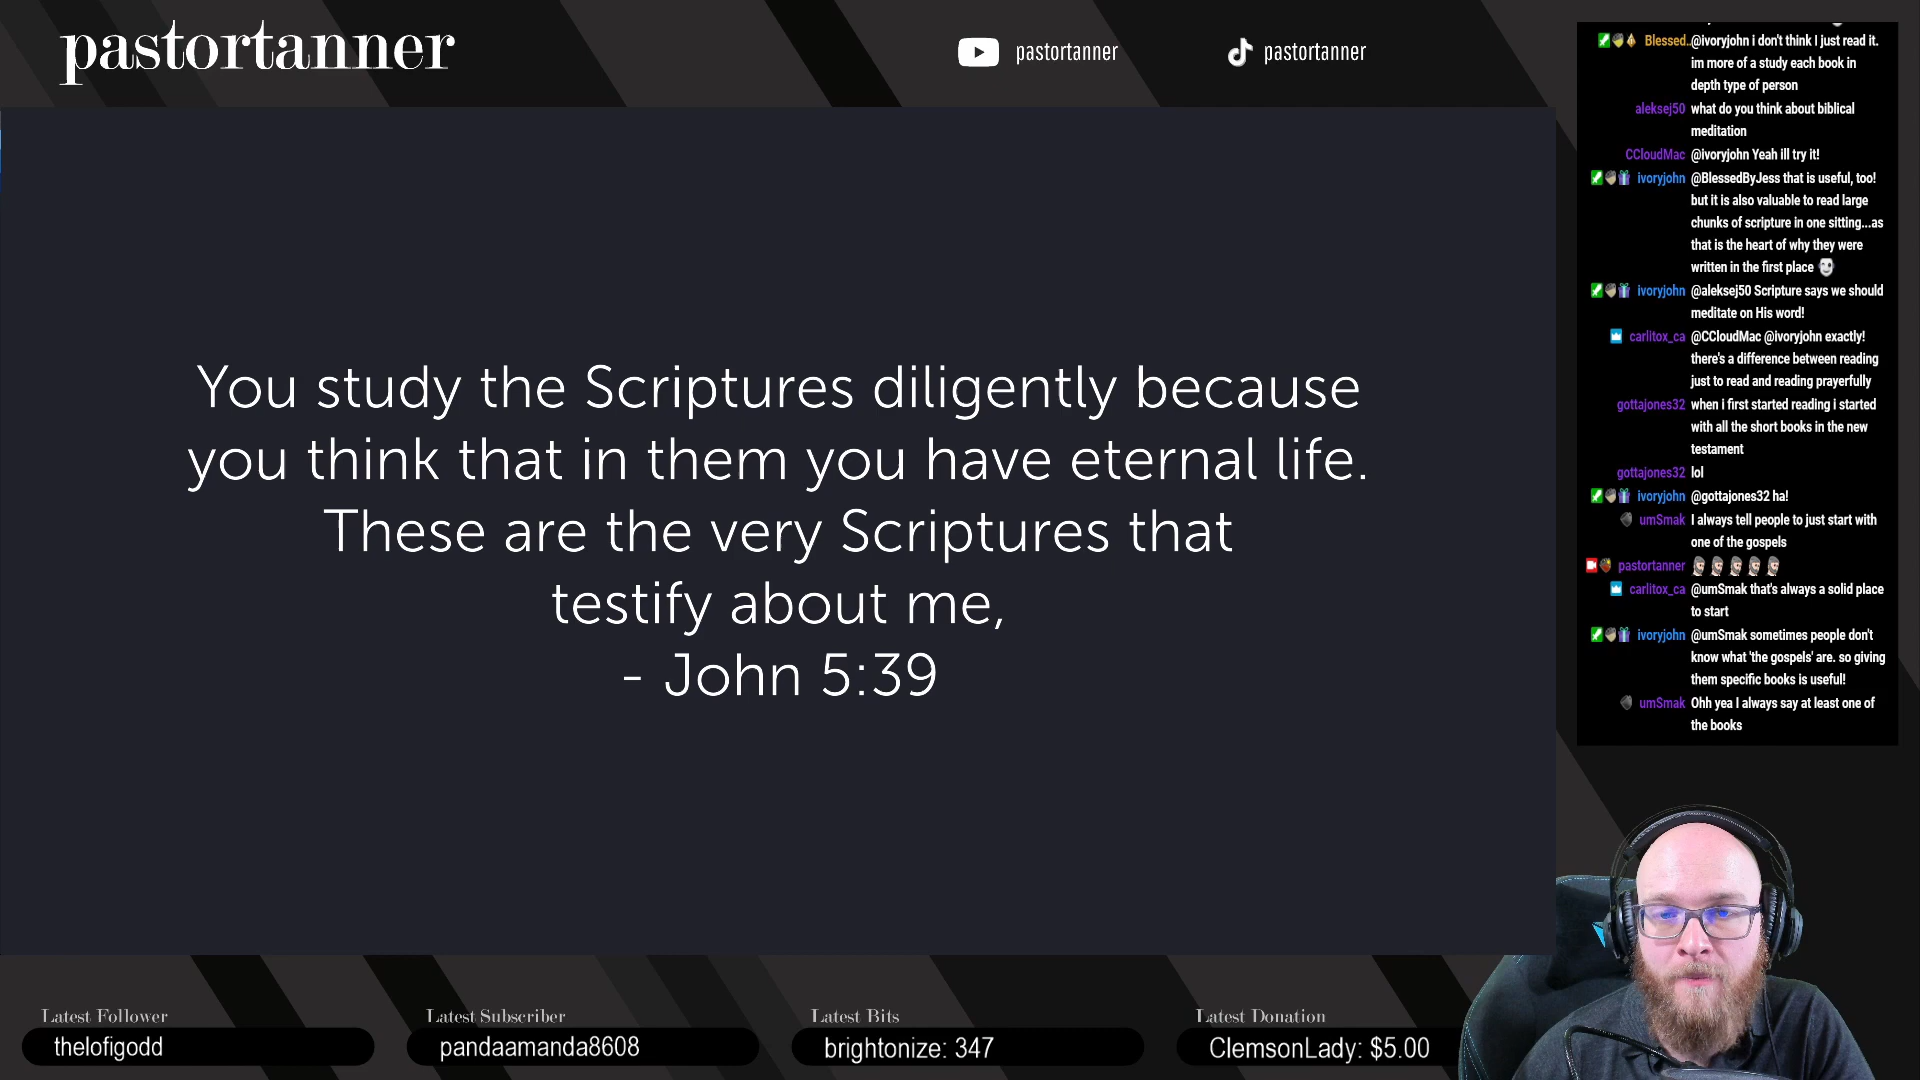 pastortanner
pastortanner
pastortanner
You study the Scriptures diligently because
you think that in them you have eternal life.
These are the very Scriptures that
testify about me,
- John 5:39
Blessed.. @ivoryjohn i don't think I just read it.
im more of a study each book in
depth type of person
aleksej50 what do you think about biblical
meditation
CCloudMac @ivoryjohn Yeah ill try it!
ivoryjohn @BlessedByJess that is useful, too!
but it is also valuable to read large
chunks of scripture in one sitting...as
that is the heart of why they were
written in the first place
ivoryjohn @aleksej50 Scripture says we should
meditate on His word!
carlitox_ca @CCloudMac @ivoryjohn exactly!
there's a difference between reading
just to read and reading prayerfully
gottajones32 when i first started reading i started
with all the short books in the new
testament
gottajones32 lol
ivoryjohn @gottajones32 ha!
umSmak I always tell people to just start with
one of the gospels
pastortanner
carlitox_ca @umSmak that's always a solid place
to start
ivoryjohn @umSmak sometimes people don't
know what 'the gospels' are. so giving
them specific books is useful!
umSmak Ohh yea I always say at least one of
the books
Latest Follower
thelofigodd
Latest Subscriber
pandaamanda8608
Latest Bits
brightonize: 347
Latest Donation
ClemsonLady: $5.00